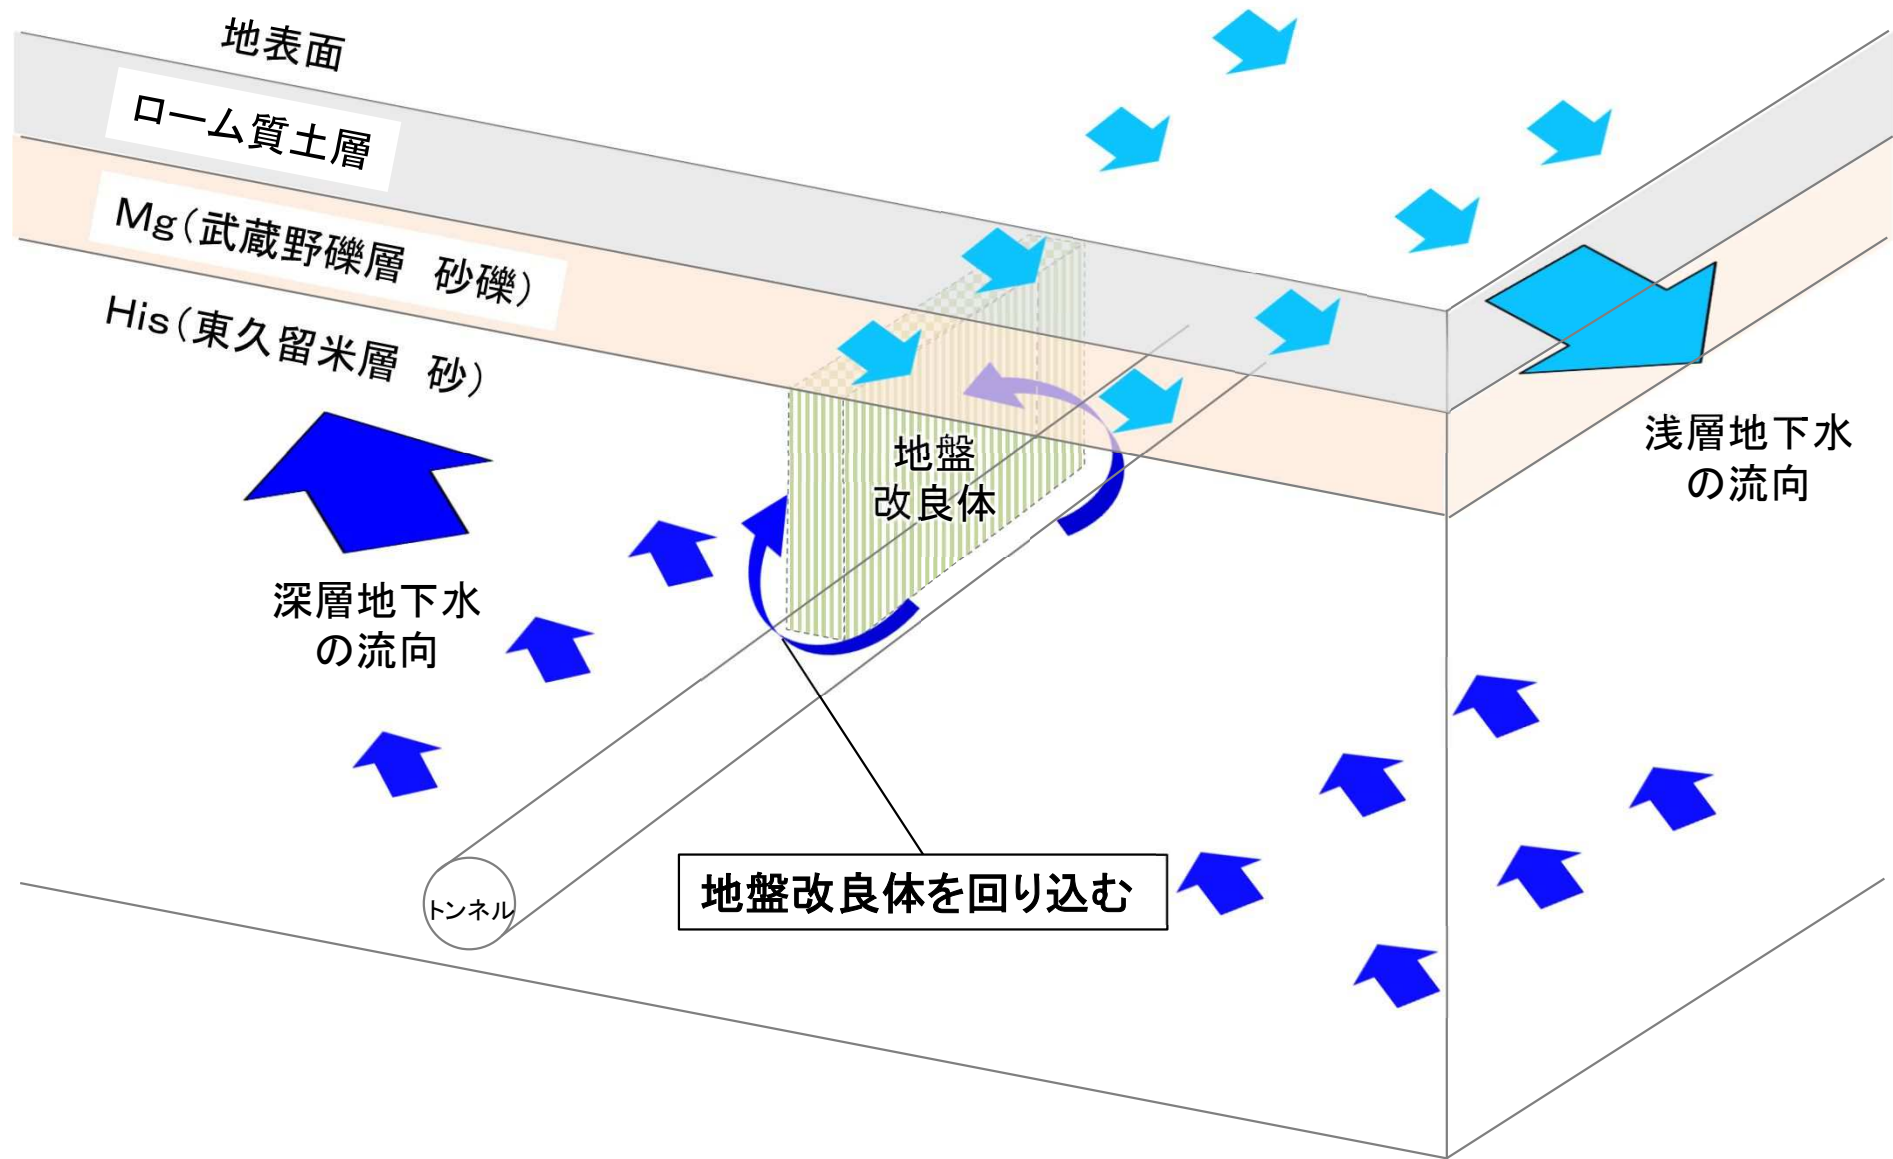 地表面
ローム質土層
Mg（武蔵野礫層　砂礫）
His（東久留米層　砂）
地盤
改良体
浅層地下水
の流向
深層地下水
の流向
地盤改良体を回り込む
トンネル